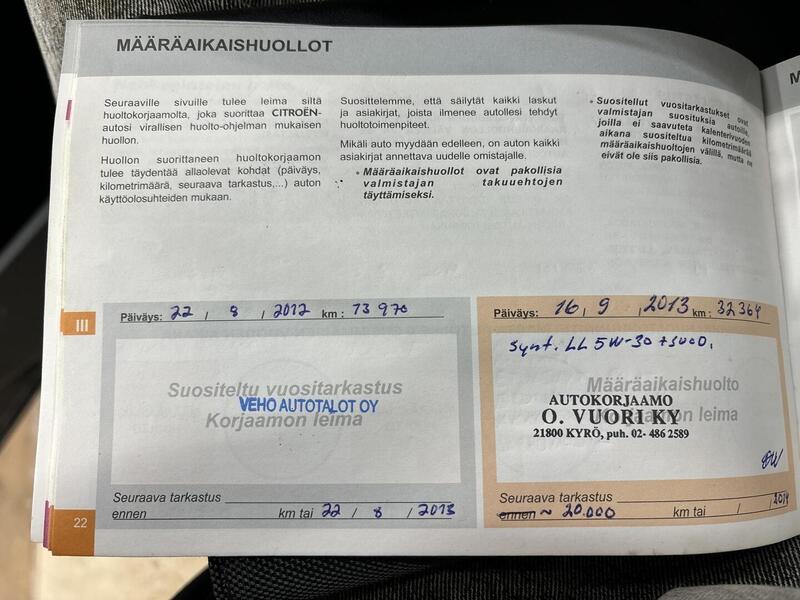 MÄÄRÄAIKAISHUOLLOT
Seuraaville sivuille tulee leima siltä
huoltokorjaamolta, joka suorittaa CITROËN-
autosi virallisen huolto-ohjelman mukaisen
huollon.
Huollon suorittaneen huoltokorjaamon
tulee täydentää allaolevat kohdat (päiväys,
kilometrimäärä, seuraava tarkastus,...) auton
käyttöolosuhteiden mukaan.
Suosittelemme, että säilytät kaikki laskut
ja asiakirjat, joista ilmenee autollesi tehdyt
huoltotoimenpiteet.
Mikäli auto myydään edelleen, on auton kaikki
asiakirjat annettava uudelle omistajalle.
• Määräaikaishuollot ovat pakollisia
valmistajan takuuehtojen
täyttämiseksi.
• Suositellut vuositarkastukset ovat
valmistajan suosituksia autoille,
joilla ei saavuteta kalenterivuoden
aikana suositeltua kilometrimäärää
määräaikaishuoltojen välillä, mutta ne
eivät ole siis pakollisia.
III
Päiväys: 22 / 8 / 2012 km : 13 970
Suositeltu vuositarkastus
VEHO AUTOTALOT OY
Korjaamon leima
Seuraava tarkastus
ennen km tai 22 / 8 / 2013
Päiväys: 16 / 9 / 2013 km : 32 364
Synt. LL 5W-30 + suod.
Määräaikaishuolto
AUTOKORJAAMO
Korjaamon leima
O. VUORI KY
21800 KYRÖ, puh. 02- 486 2589
Seuraava tarkastus
ennen ~ 20.000 km tai / / 2014
22
M